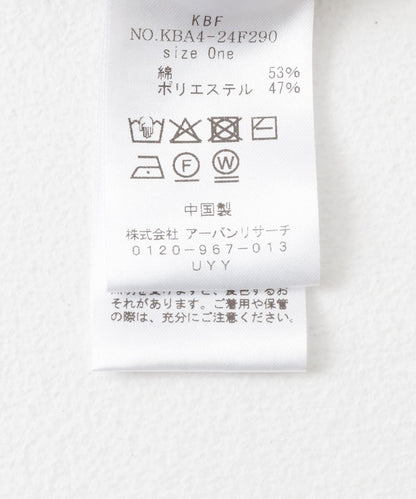 KBF
NO.KBA4-24F290
size One
綿 53%
ポリエステル 47%
F
W
中国製
株式会社 アーバンリサーチ
0120-967-013
UYY
それがあります。ご着用や保管
の際は、充分にご注意ください。